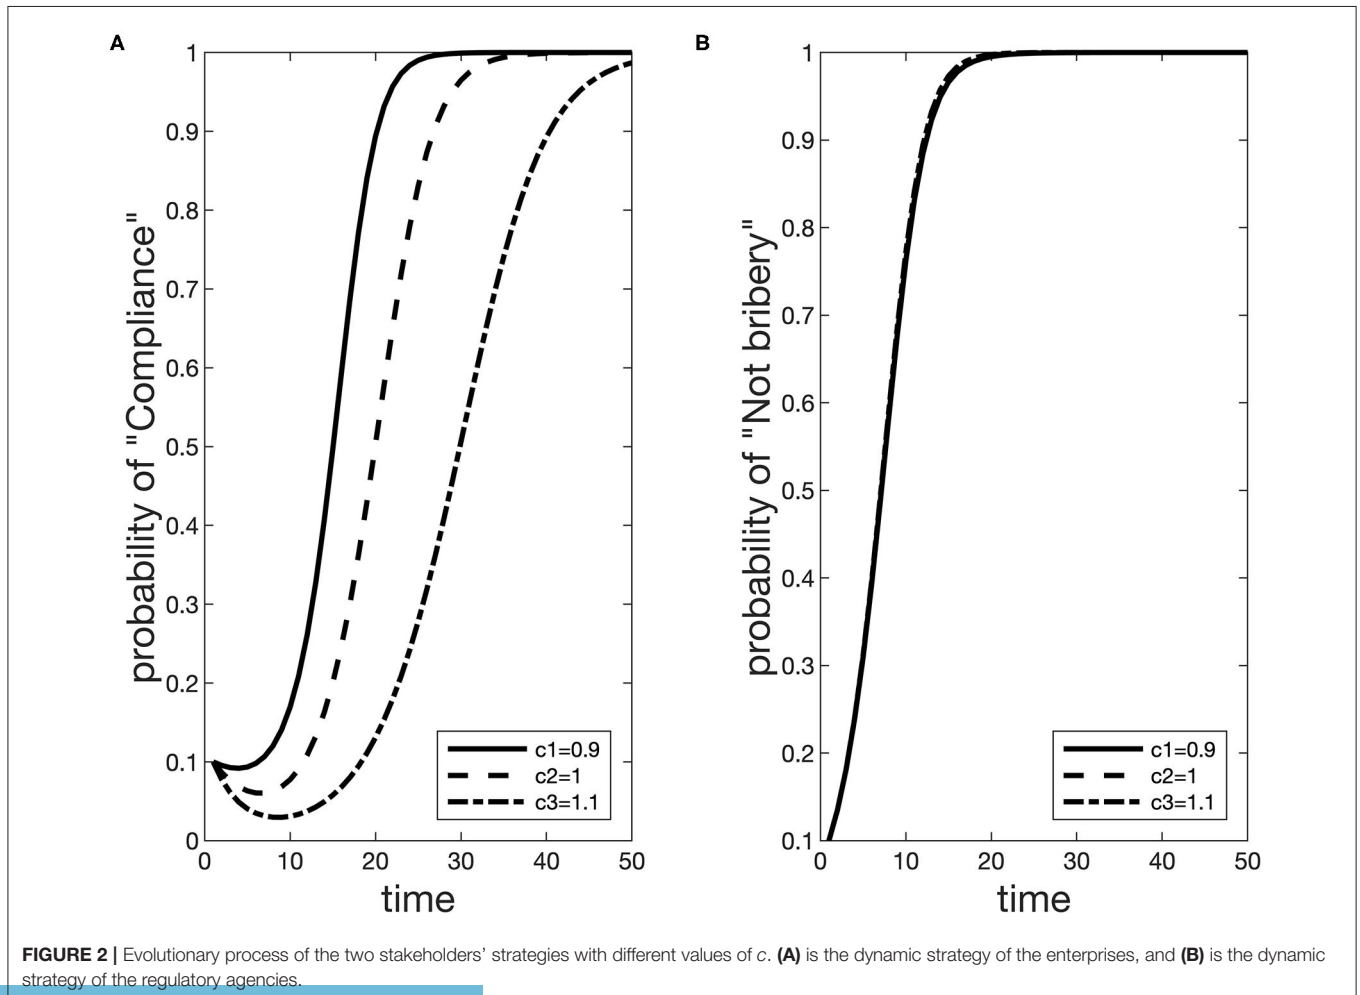 A
probability of "Compliance"
1
0.9
0.8
0.7
0.6
0.5
0.4
0.3
0.2
0.1
0
0 10 20 30 40 50
time
c1=0.9
c2=1
c3=1.1
B
probability of "Not bribery"
1
0.9
0.8
0.7
0.6
0.5
0.4
0.3
0.2
0.1
0 10 20 30 40 50
time
c1=0.9
c2=1
c3=1.1
FIGURE 2 | Evolutionary process of the two stakeholders’ strategies with different values of c. (A) is the dynamic strategy of the enterprises, and (B) is the dynamic
strategy of the regulatory agencies.